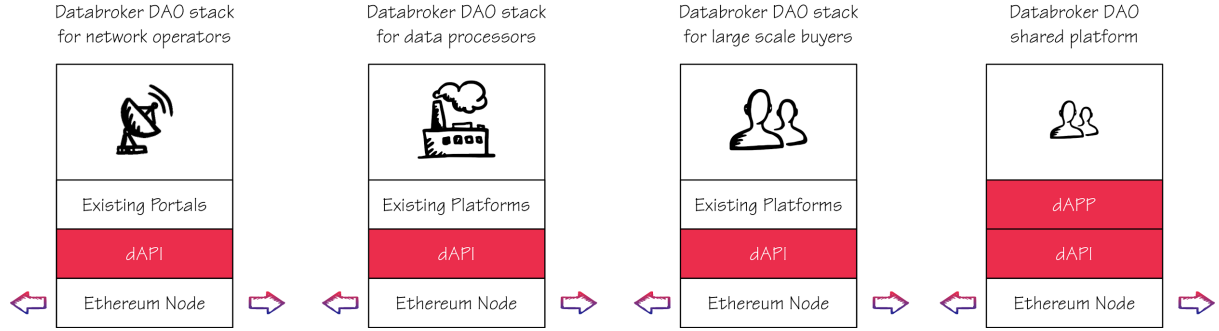 Databroker DAO stack
for network operators
Existing Portals
dAPI
Ethereum Node
Databroker DAO stack
for data processors
Existing Platforms
dAPI
Ethereum Node
Databroker DAO stack
for large scale buyers
Existing Platforms
dAPI
Ethereum Node
Databroker DAO
shared platform
dAPP
dAPI
Ethereum Node